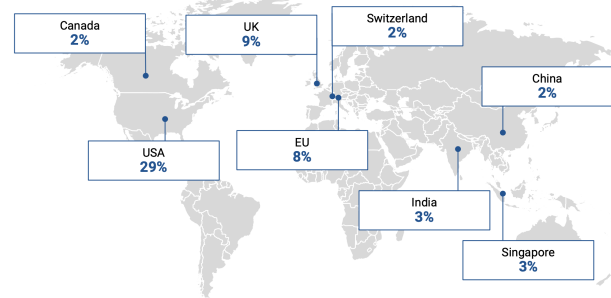 Canada
2%
UK
9%
Switzerland
2%
China
2%
USA
29%
EU
8%
India
3%
Singapore
3%